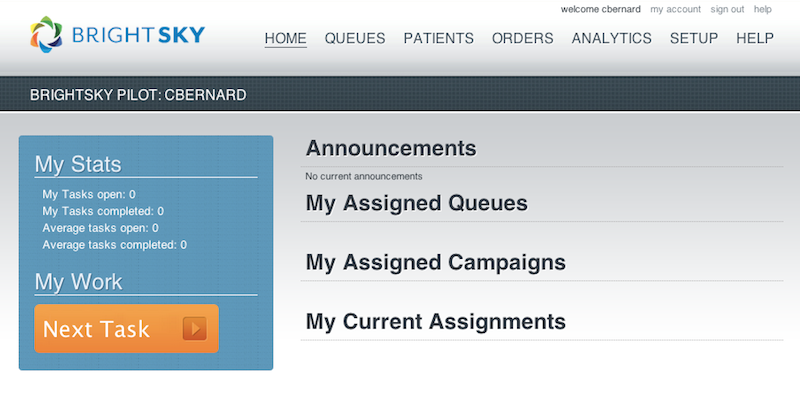 welcome cbernard my account sign out help
BRIGHTSKY
HOME QUEUES PATIENTS ORDERS ANALYTICS SETUP HELP
BRIGHTSKY PILOT: CBERNARD
My Stats
My Tasks open: 0
My Tasks completed: 0
Average tasks open: 0
Average tasks completed: 0
My Work
Next Task
Announcements
No current announcements
My Assigned Queues
My Assigned Campaigns
My Current Assignments